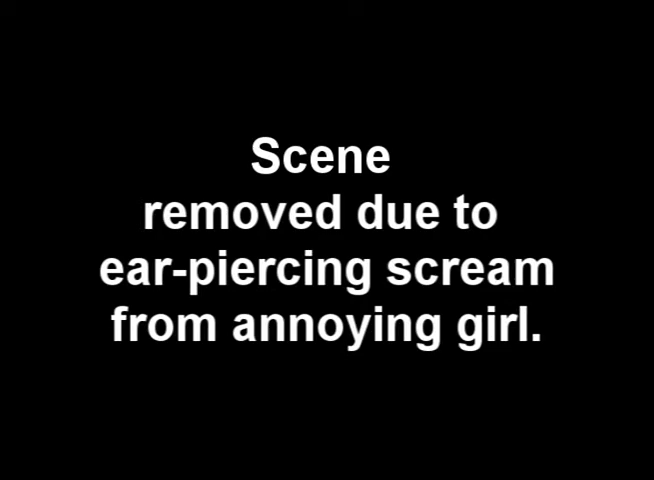 Scene
removed due to
ear-piercing scream
from annoying girl.